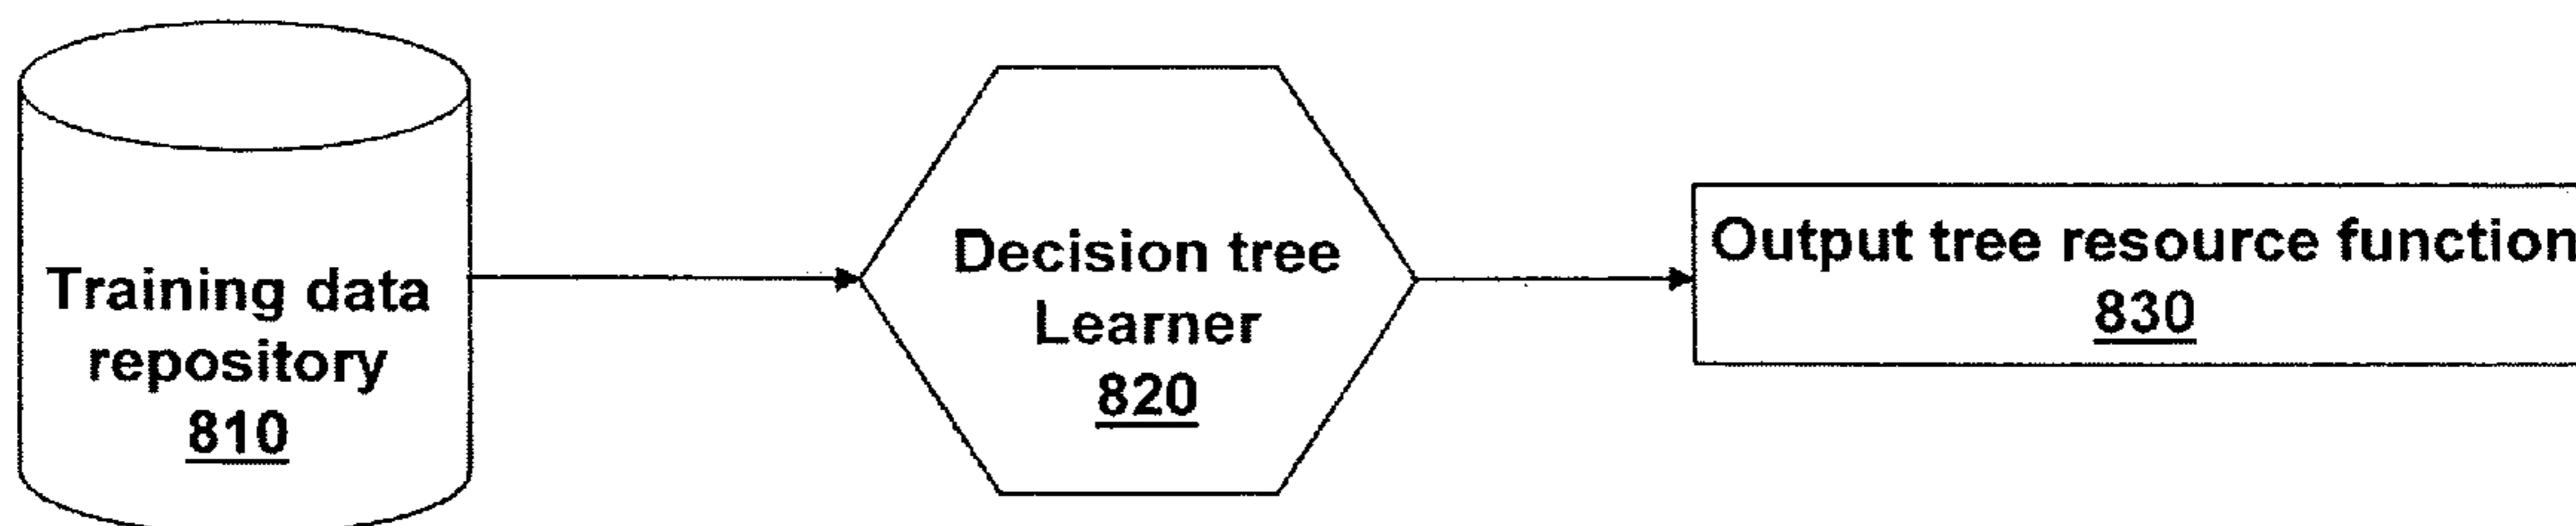 Training data
repository
810
Decision tree
Learner
820
Output tree resource function
830